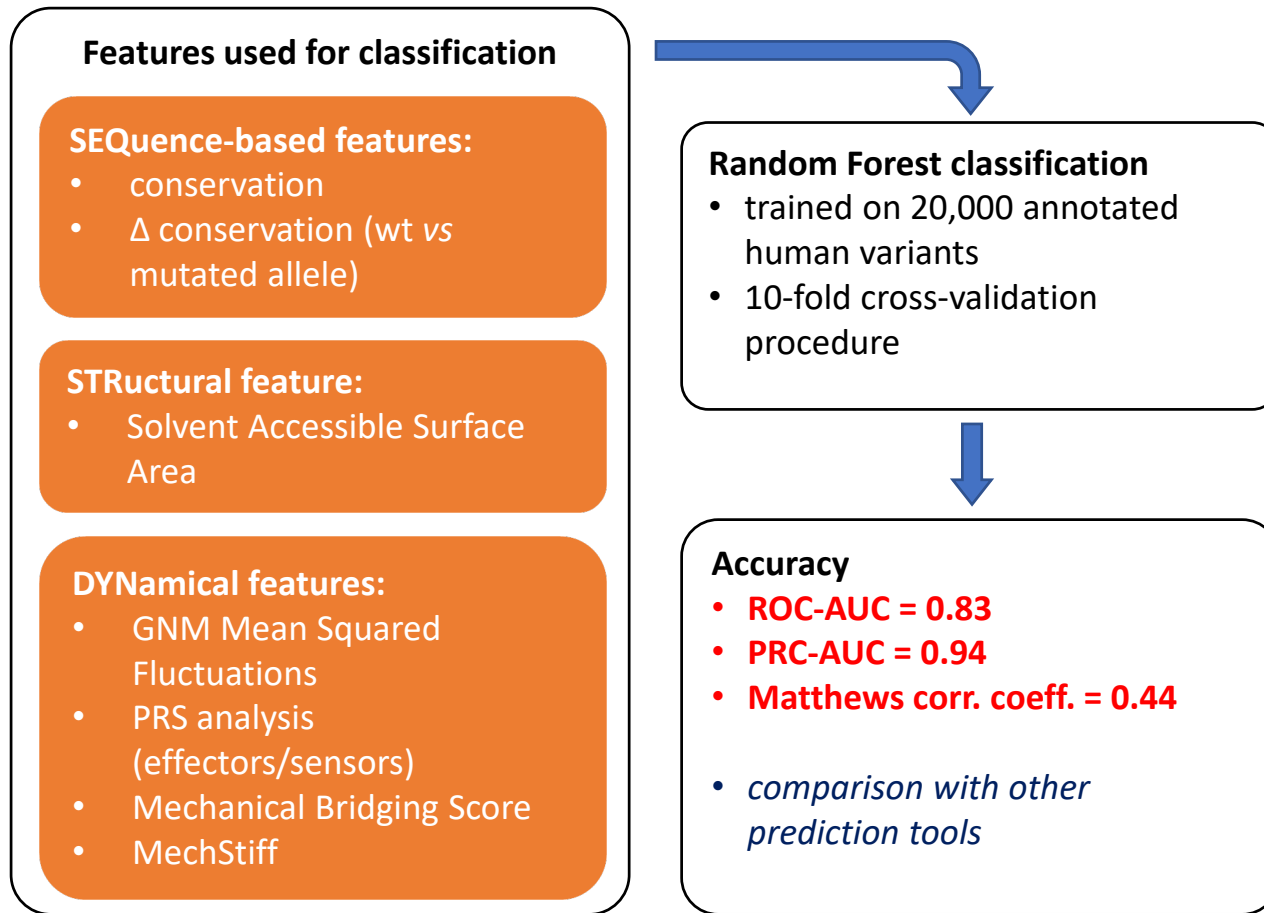 Features used for classification
SEQuence-based features:
• conservation
• Δ conservation (wt vs
mutated allele)
STRuctural feature:
• Solvent Accessible Surface
Area
DYNamical features:
• GNM Mean Squared
Fluctuations
• PRS analysis
(effectors/sensors)
• Mechanical Bridging Score
• MechStiff
Random Forest classification
• trained on 20,000 annotated
human variants
• 10-fold cross-validation
procedure
Accuracy
• ROC-AUC = 0.83
• PRC-AUC = 0.94
• Matthews corr. coeff. = 0.44
• comparison with other
prediction tools